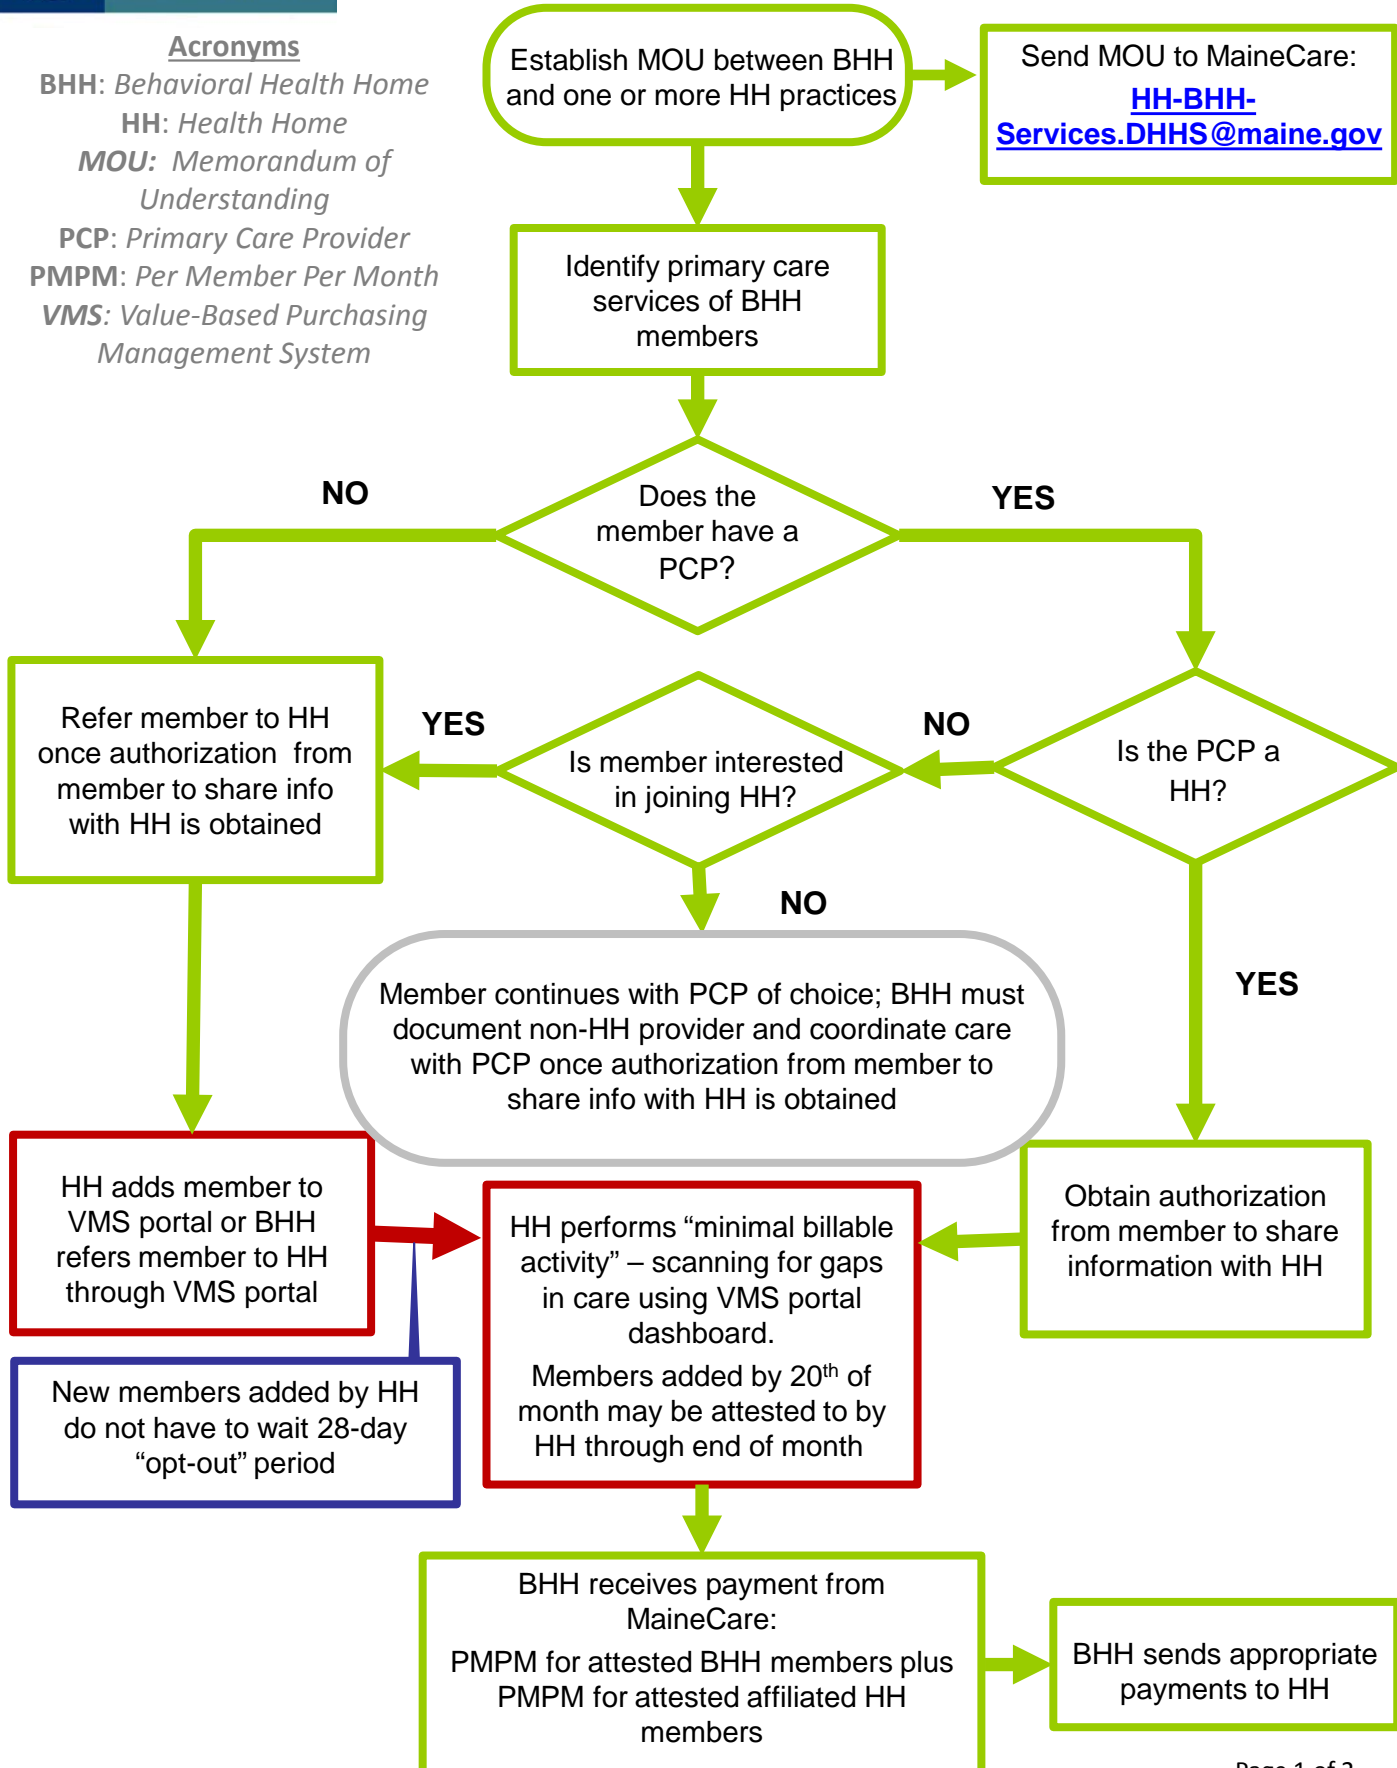 Acronyms
BHH: Behavioral Health Home
HH: Health Home
MOU: Memorandum of
Understanding
PCP: Primary Care Provider
PMPM: Per Member Per Month
VMS: Value-Based Purchasing
Management System
Establish MOU between BHH
and one or more HH practices
Send MOU to MaineCare:
HH-BHH-
Services.DHHS@maine.gov
Identify primary care
services of BHH
members
Does the
member have a
PCP?
NO
YES
Refer member to HH
once authorization from
member to share info
with HH is obtained
YES
Is member interested
in joining HH?
NO
Is the PCP a
HH?
NO
YES
Member continues with PCP of choice; BHH must
document non-HH provider and coordinate care
with PCP once authorization from member to
share info with HH is obtained
HH adds member to
VMS portal or BHH
refers member to HH
through VMS portal
HH performs “minimal billable
activity” – scanning for gaps
in care using VMS portal
dashboard.
Members added by 20th of
month may be attested to by
HH through end of month
Obtain authorization
from member to share
information with HH
New members added by HH
do not have to wait 28-day
“opt-out” period
BHH receives payment from
MaineCare:
PMPM for attested BHH members plus
PMPM for attested affiliated HH
members
BHH sends appropriate
payments to HH
Page 1 of